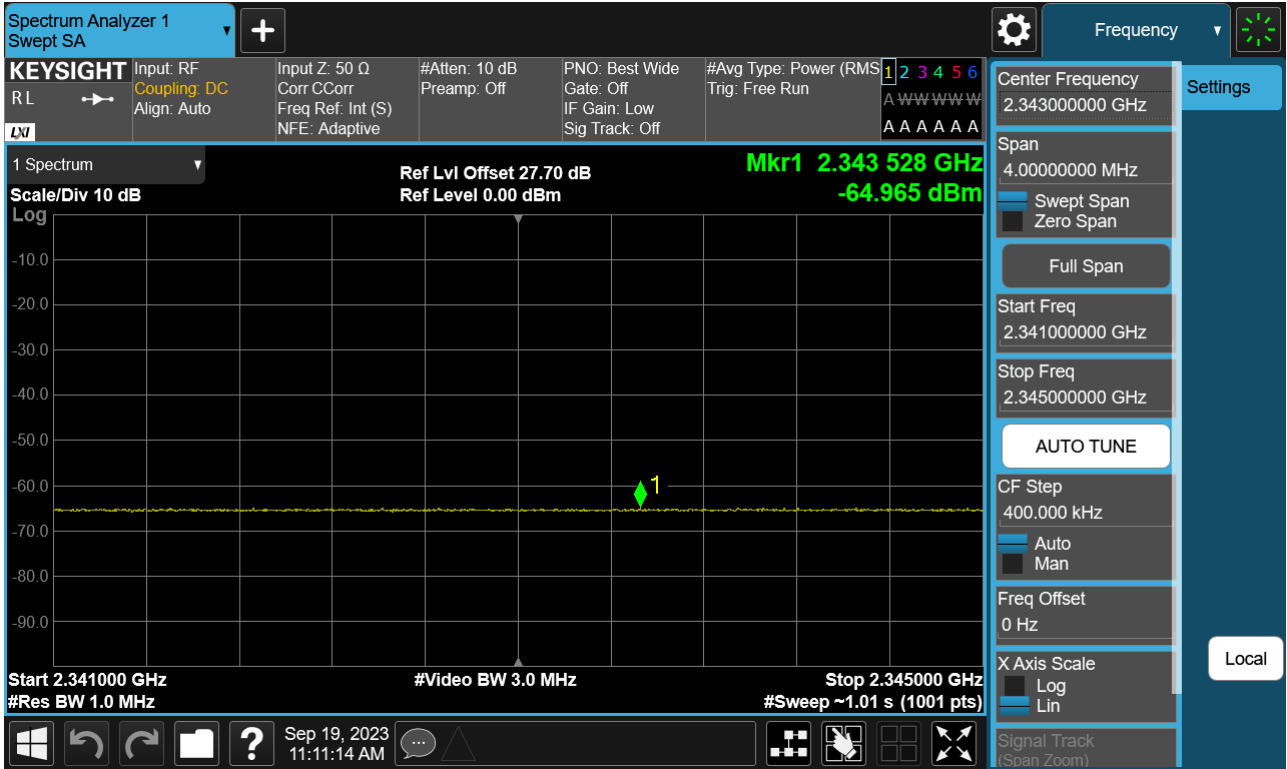 Spectrum Analyzer 1
Swept SA
Frequency
KEYSIGHT
R L
LXI
Input: RF
Coupling: DC
Align: Auto
Input Z: 50 Ω
Corr CCorr
Freq Ref: Int (S)
NFE: Adaptive
#Atten: 10 dB
Preamp: Off
PNO: Best Wide
Gate: Off
IF Gain: Low
Sig Track: Off
#Avg Type: Power (RMS
Trig: Free Run
1 2 3 4 5 6
A W W W W W
A A A A A A
1 Spectrum
Scale/Div 10 dB
Log
Ref Lvl Offset 27.70 dB
Ref Level 0.00 dBm
Mkr1 2.343 528 GHz
-64.965 dBm
-10.0
-20.0
-30.0
-40.0
-50.0
-60.0
-70.0
-80.0
-90.0
1
Start 2.341000 GHz
#Res BW 1.0 MHz
#Video BW 3.0 MHz
Stop 2.345000 GHz
#Sweep ~1.01 s (1001 pts)
Center Frequency
2.343000000 GHz
Span
4.00000000 MHz
Swept Span
Zero Span
Full Span
Start Freq
2.341000000 GHz
Stop Freq
2.345000000 GHz
AUTO TUNE
CF Step
400.000 kHz
Auto
Man
Freq Offset
0 Hz
X Axis Scale
Log
Lin
Signal Track
(Span Zoom)
Settings
Local
?
Sep 19, 2023
11:11:14 AM